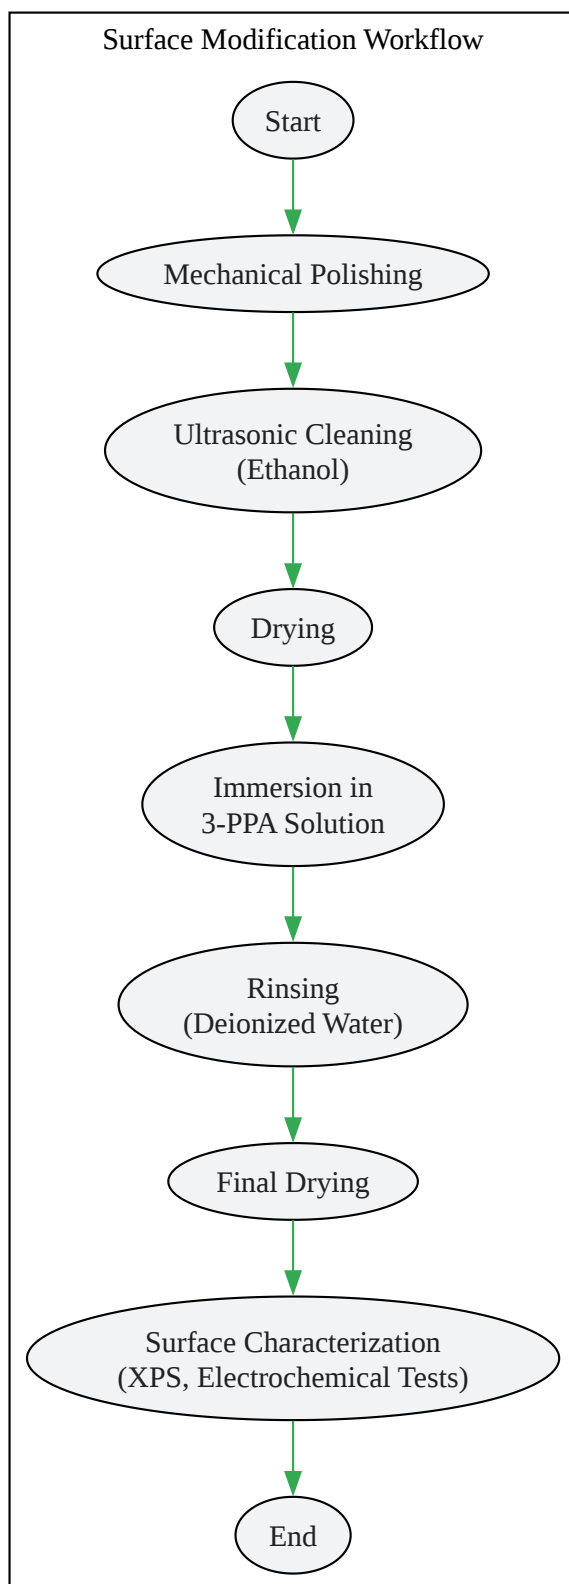 Surface Modification Workflow
Start
Mechanical Polishing
Ultrasonic Cleaning
(Ethanol)
Drying
Immersion in
3-PPA Solution
Rinsing
(Deionized Water)
Final Drying
Surface Characterization
(XPS, Electrochemical Tests)
End